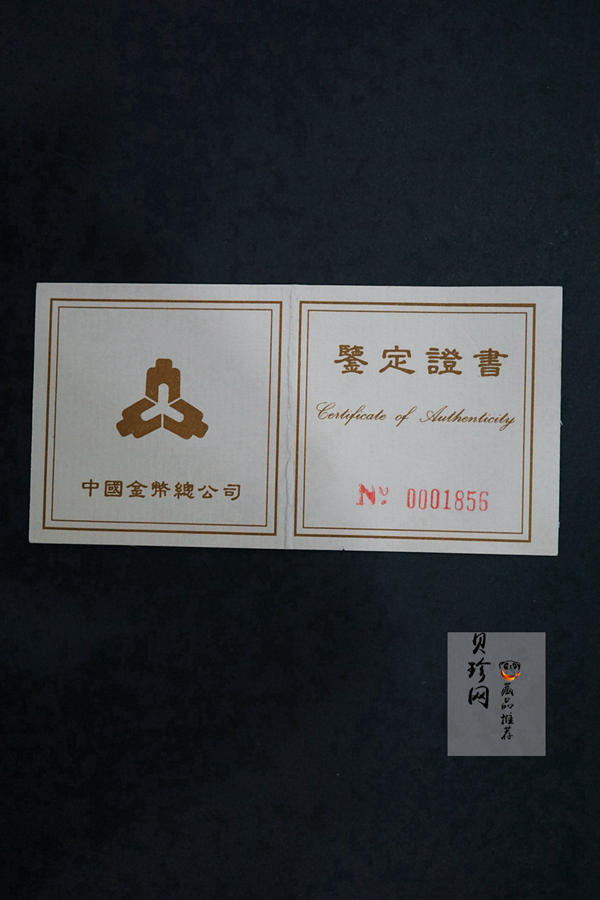 中國金幣總公司
鑒定證書
Certificate of Authenticity
Nº 0001856
贝珍网
藏品推荐